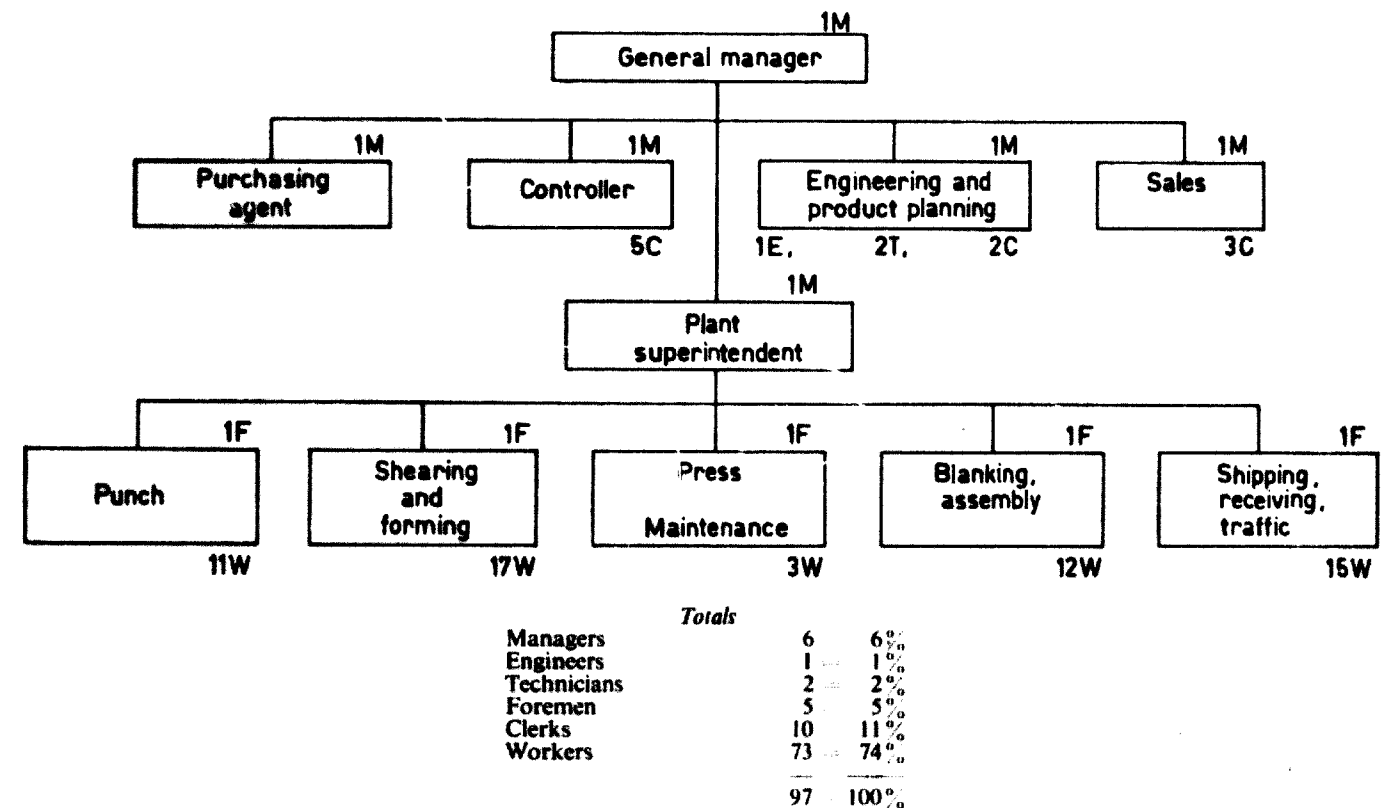 1M
General manager
1M 1M 1M 1M
Purchasing agent
Controller
Engineering and product planning
Sales
5C 1E, 2T, 2C 3C
1M
Plant superintendent
1F 1F 1F 1F 1F
Punch
Shearing and forming
Press Maintenance
Blanking, assembly
Shipping, receiving, traffic
11W 17W 3W 12W 15W
Totals
Managers 6 6%
Engineers 1 = 1%
Technicians 2 = 2%
Foremen 5 5%
Clerks 10 11%
Workers 73 = 74%
97 100%